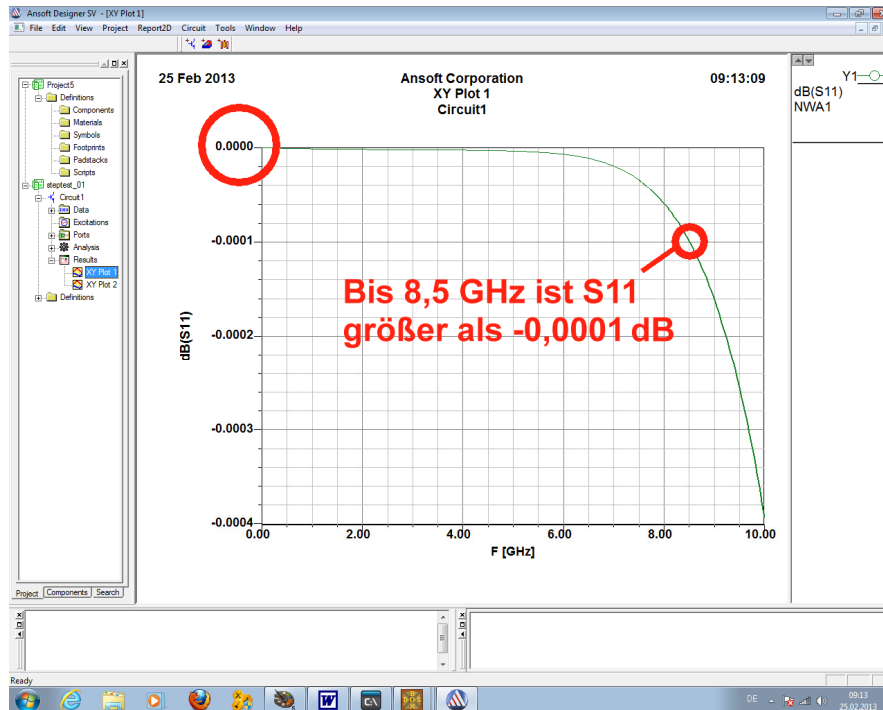 Ansoft Designer SV - [XY Plot 1]
File Edit View Project Report2D Circuit Tools Window Help
Project5
Definitions
Components
Materials
Symbols
Footprints
Padstacks
Scripts
steptest_01
Circuit1
Data
Excitations
Ports
Analysis
Results
XY Plot 1
XY Plot 2
Definitions
Project Components Search
25 Feb 2013
Ansoft Corporation
09:13:09
XY Plot 1
Circuit1
Y1
dB(S11)
NWA1
0.0000
-0.0001
-0.0002
-0.0003
-0.0004
dB(S11)
Bis 8,5 GHz ist S11
größer als -0,0001 dB
0.00 2.00 4.00 6.00 8.00 10.00
F [GHz]
Ready
DE
09:13
25.02.2013